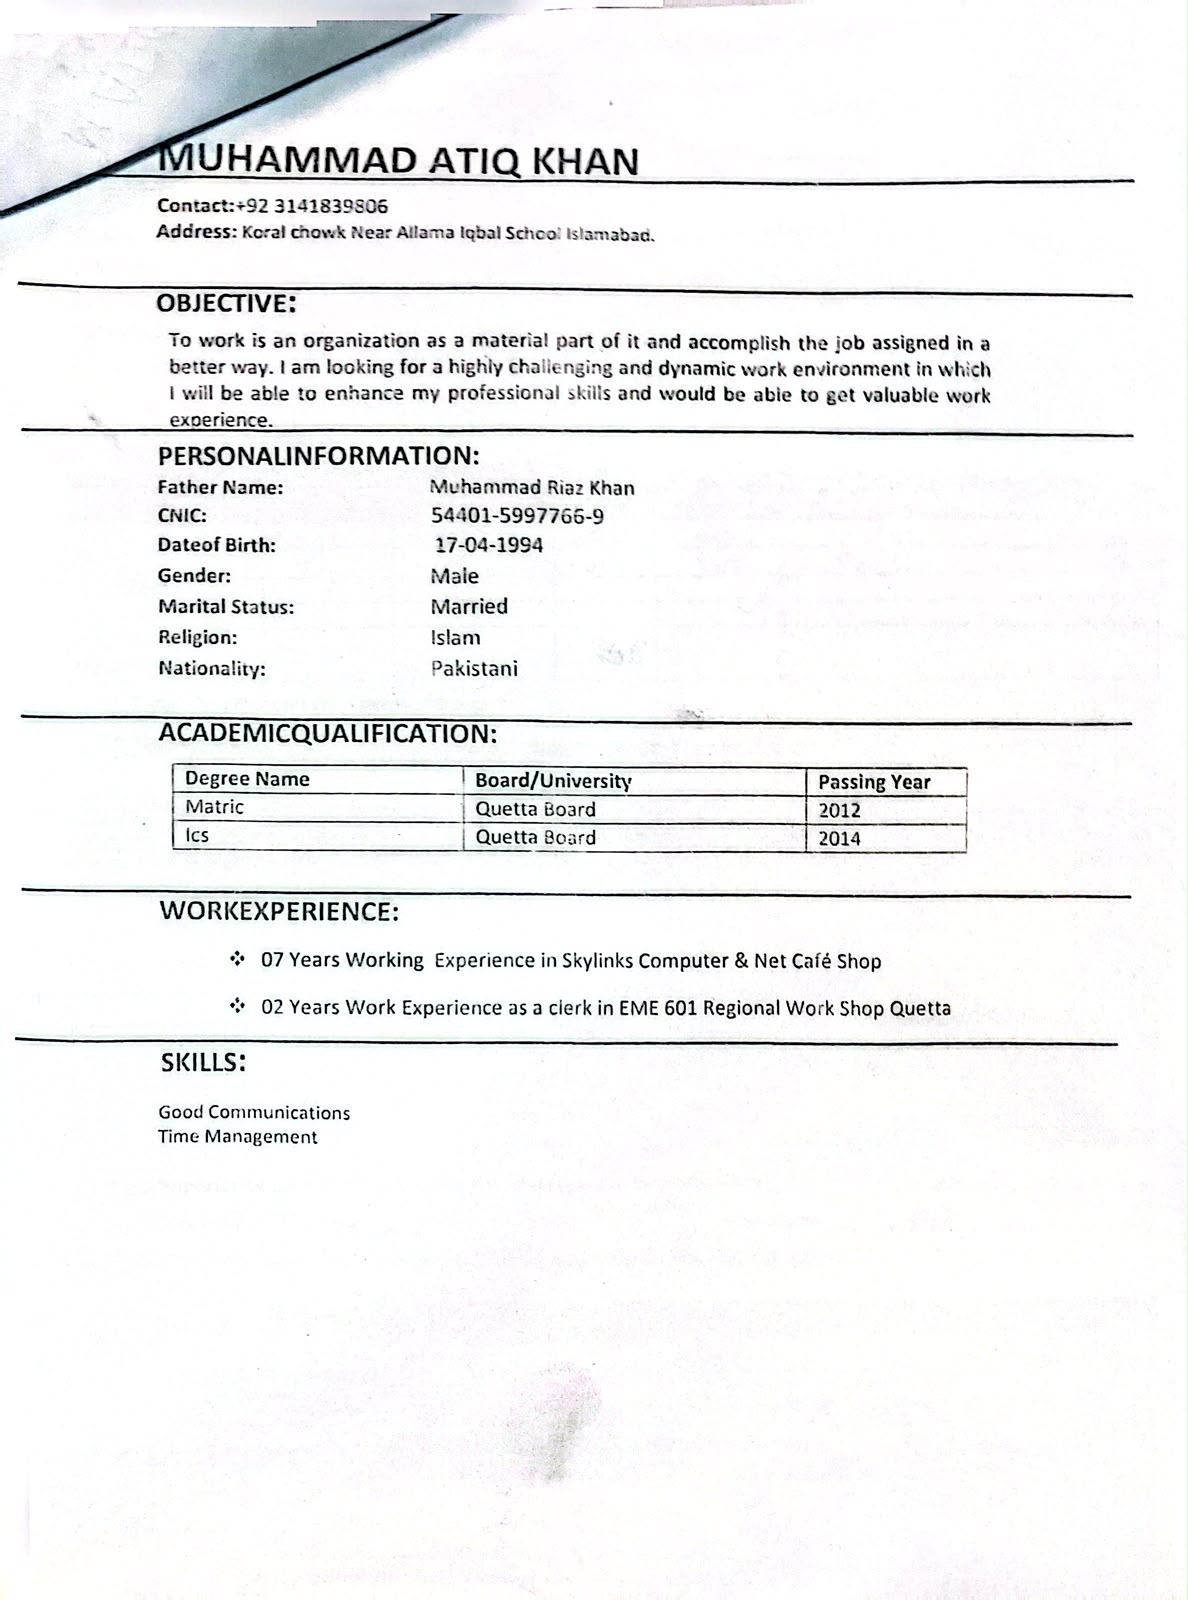 MUHAMMAD ATIQ KHAN
Contact:+92 3141839806
Address: Koral chowk Near Allama Iqbal School Islamabad.
OBJECTIVE:
To work is an organization as a material part of it and accomplish the job assigned in a
better way. I am looking for a highly challenging and dynamic work environment in which
I will be able to enhance my professional skills and would be able to get valuable work
experience.
PERSONALINFORMATION:
Father Name: Muhammad Riaz Khan
CNIC: 54401-5997766-9
Dateof Birth: 17-04-1994
Gender: Male
Marital Status: Married
Religion: Islam
Nationality: Pakistani
ACADEMICQUALIFICATION:
Degree Name Board/University Passing Year
Matric Quetta Board 2012
Ics Quetta Board 2014
WORKEXPERIENCE:
❖ 07 Years Working Experience in Skylinks Computer & Net Café Shop
❖ 02 Years Work Experience as a clerk in EME 601 Regional Work Shop Quetta
SKILLS:
Good Communications
Time Management